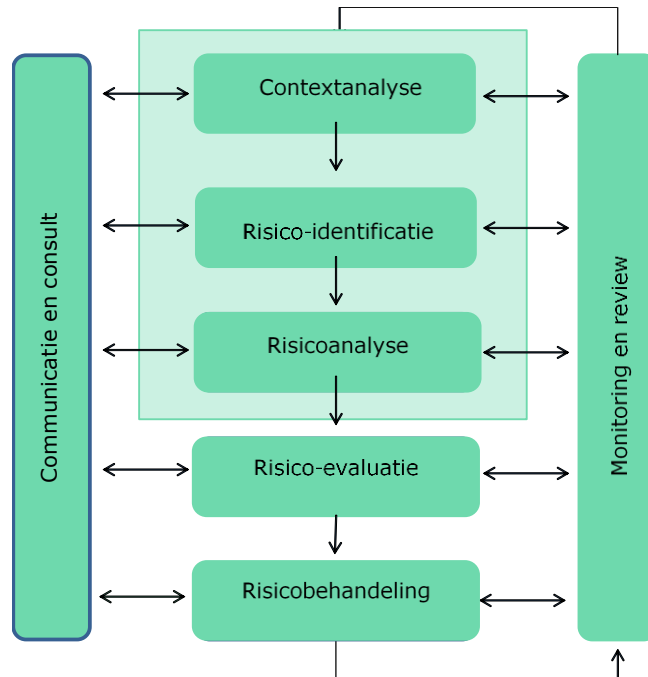 Communicatie en consult
Contextanalyse
Risico-identificatie
Risicoanalyse
Risico-evaluatie
Risicobehandeling
Monitoring en review